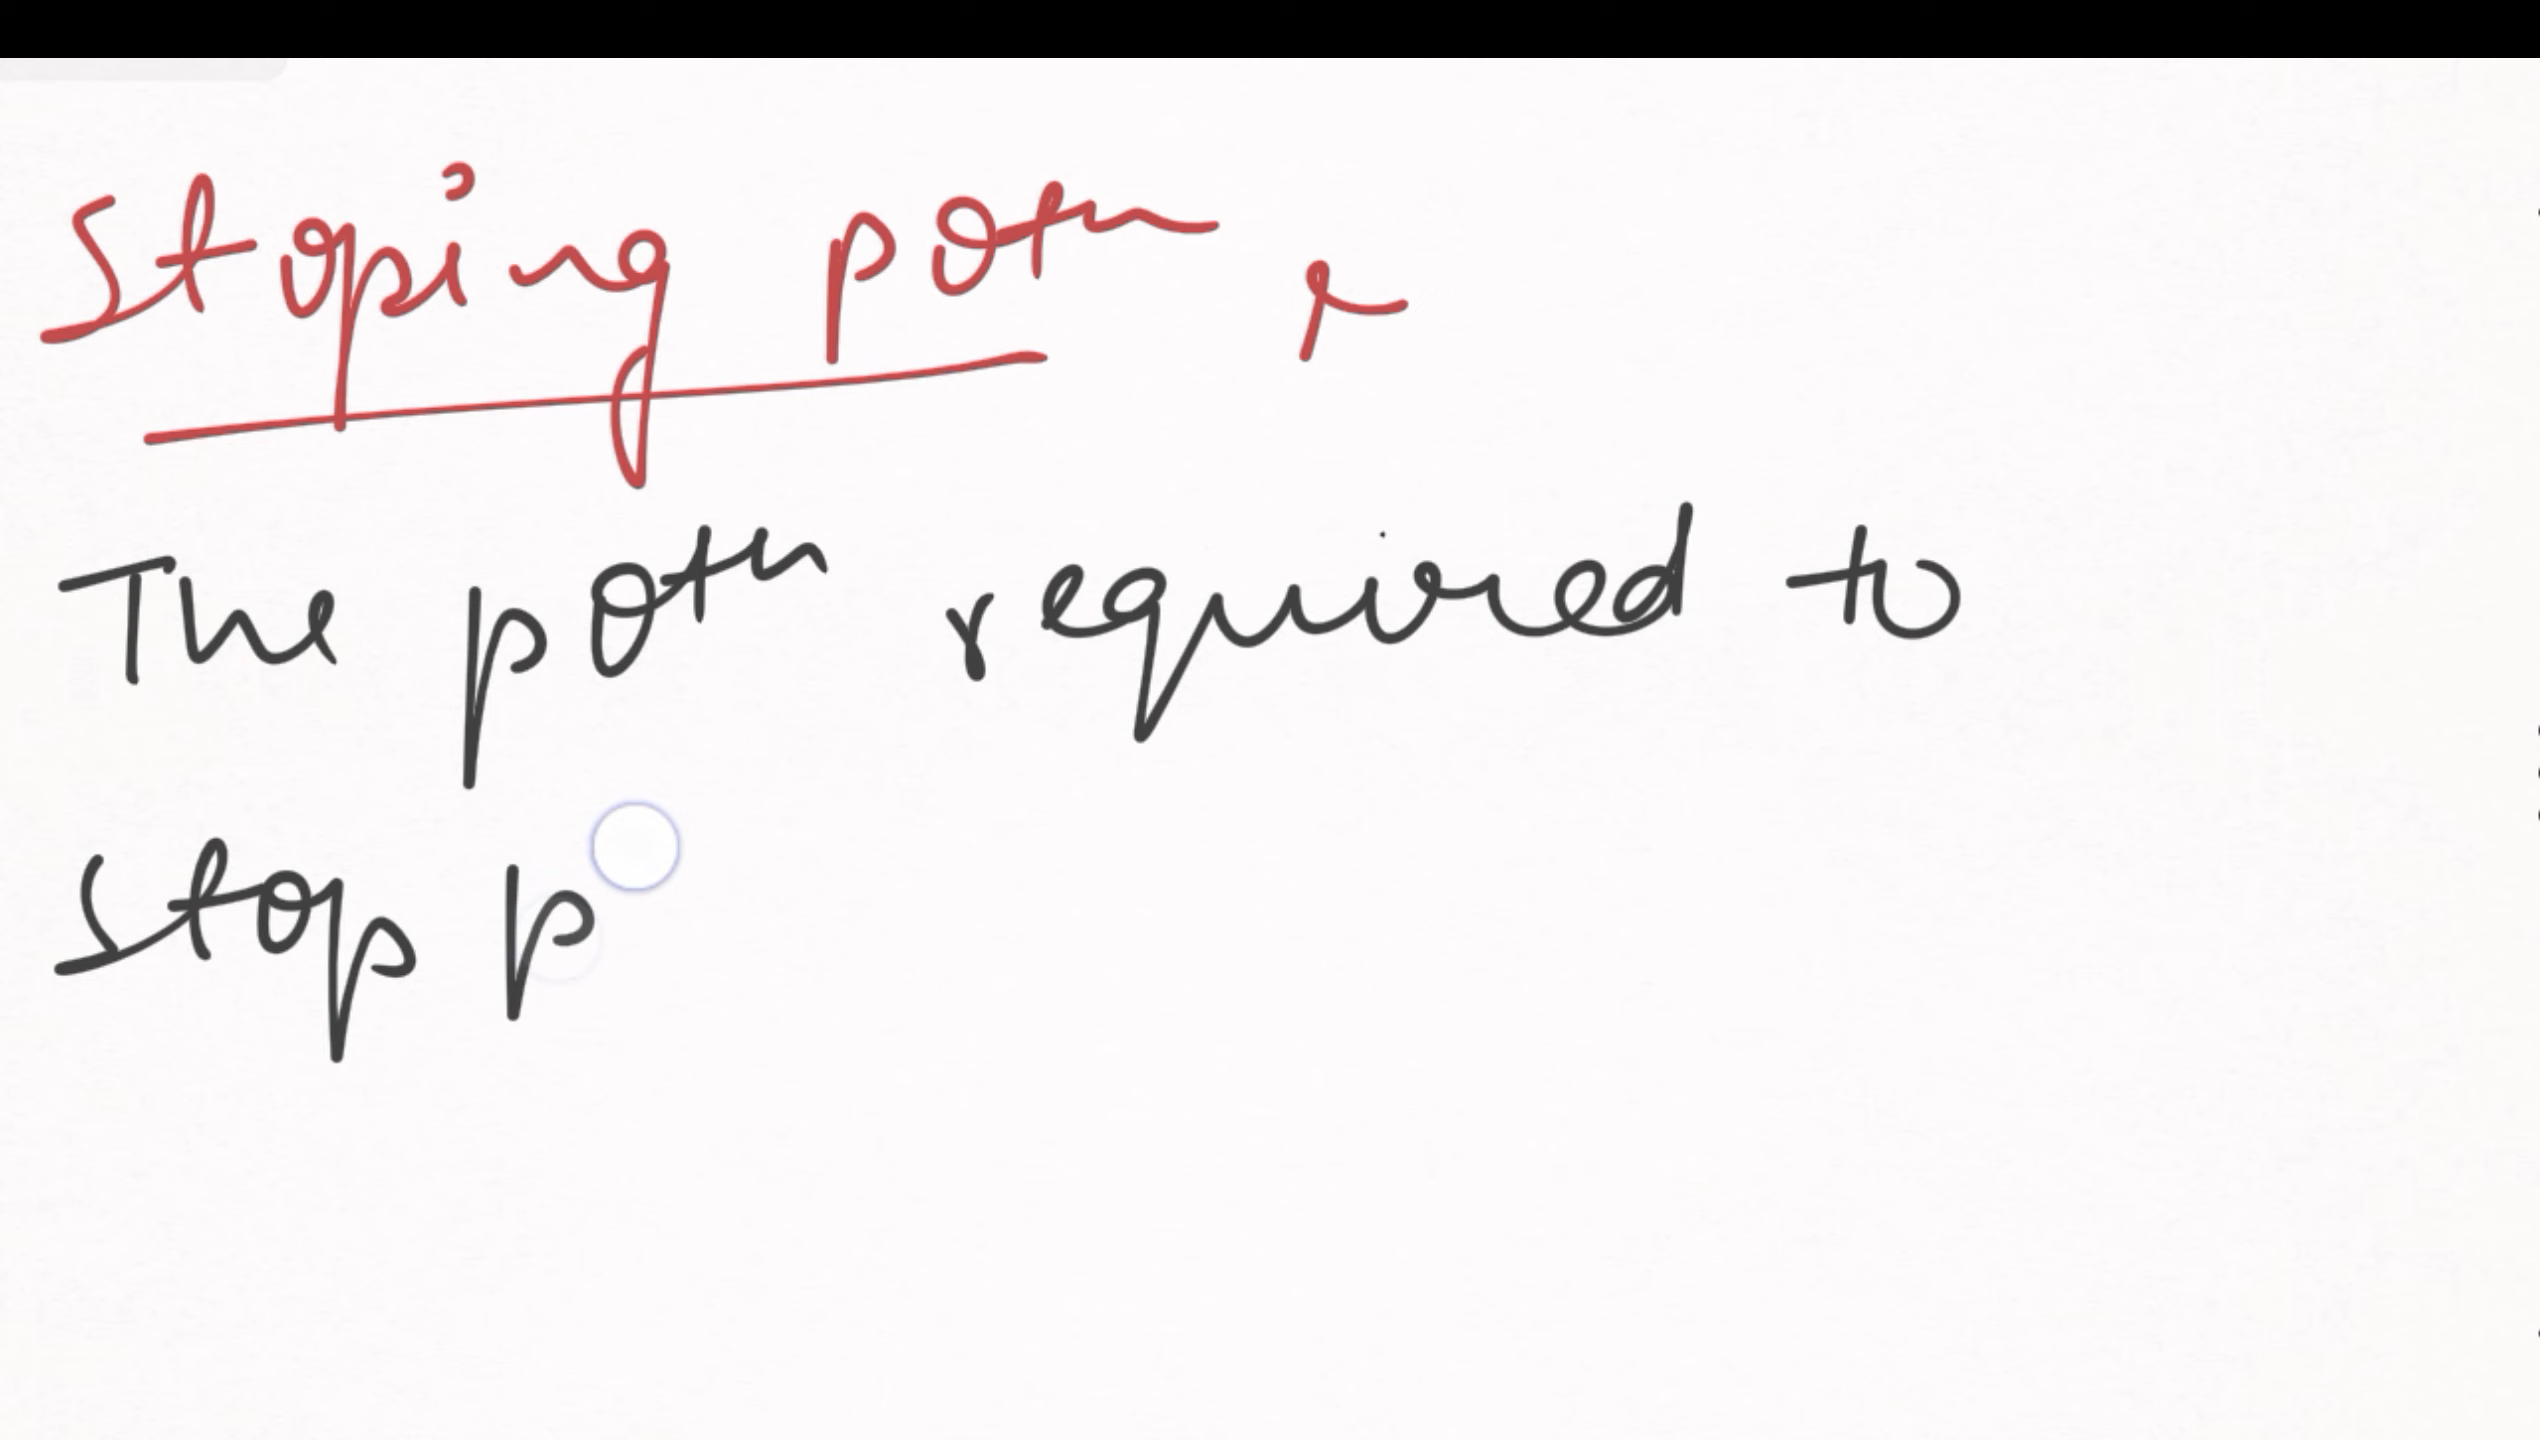 Stoping potn
The potn required to
stop p